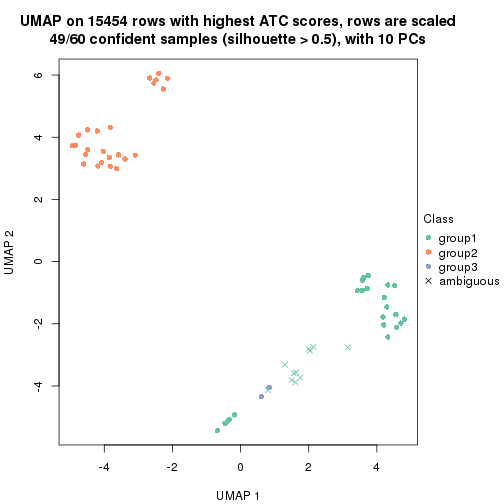 UMAP on 15454 rows with highest ATC scores, rows are scaled
49/60 confident samples (silhouette > 0.5), with 10 PCs
6
4
2
0
-2
-4
UMAP 2
-4
-2
0
2
4
UMAP 1
Class
group1
group2
group3
ambiguous